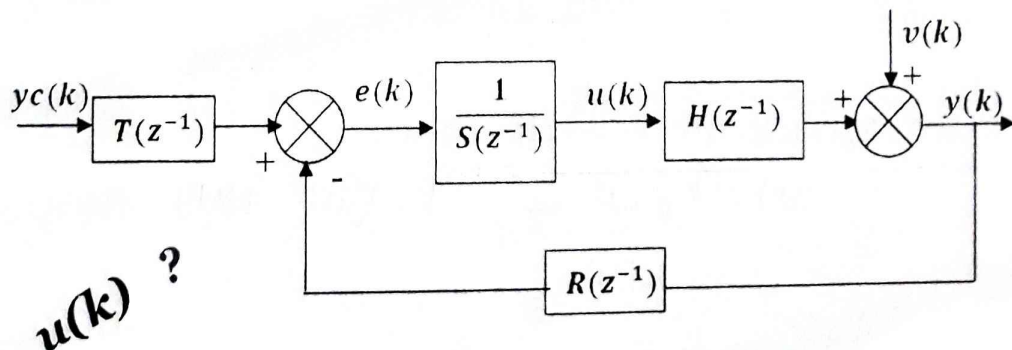 v(k)
+
yc(k)
T(z⁻¹)
+
-
e(k)
1
S(z⁻¹)
u(k)
H(z⁻¹)
+
y(k)
R(z⁻¹)
u(k) ?